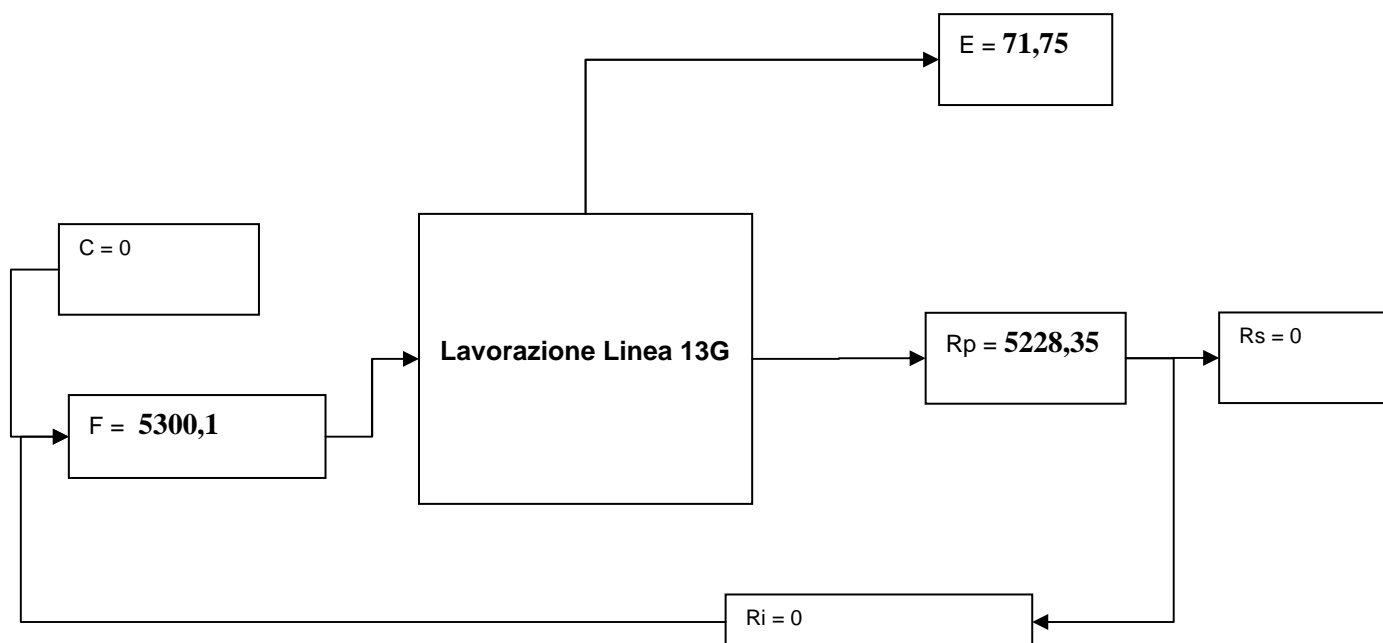 E = 71,75
C = 0
Lavorazione Linea 13G
Rp = 5228,35
Rs = 0
F = 5300,1
Ri = 0